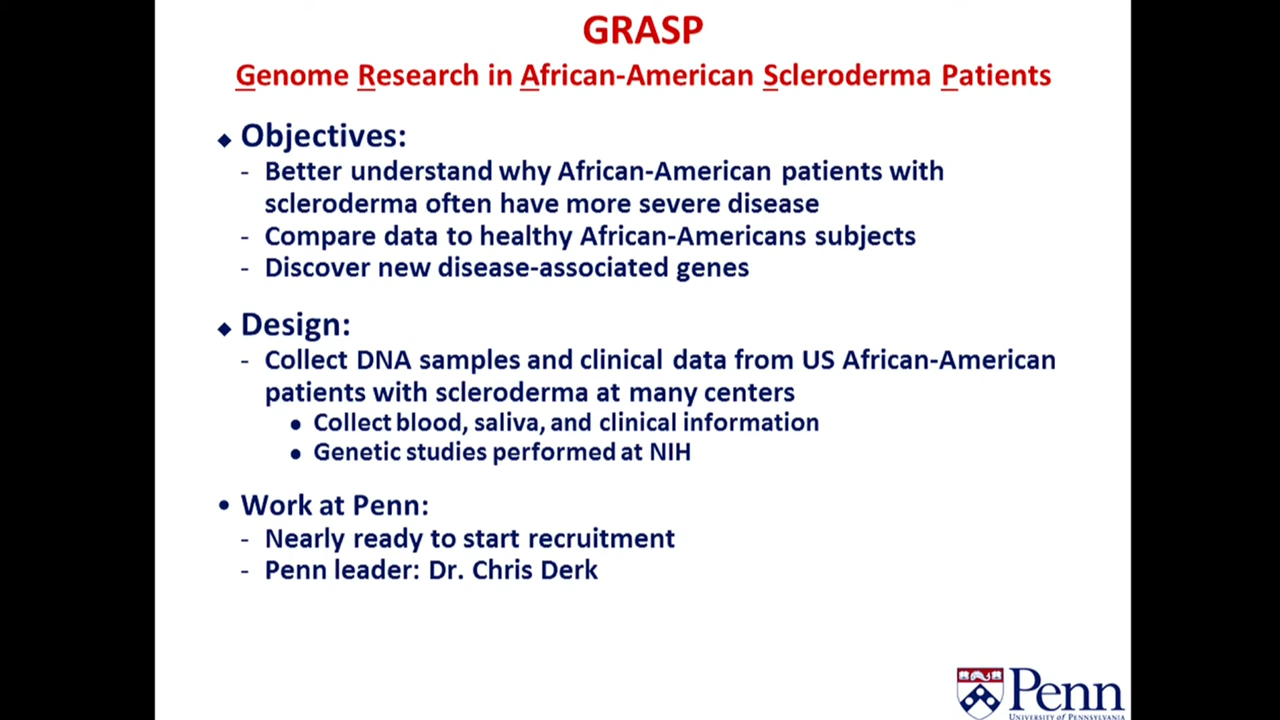 GRASP
Genome Research in African-American Scleroderma Patients
◆ Objectives:
- Better understand why African-American patients with
scleroderma often have more severe disease
- Compare data to healthy African-Americans subjects
- Discover new disease-associated genes
◆ Design:
- Collect DNA samples and clinical data from US African-American
patients with scleroderma at many centers
● Collect blood, saliva, and clinical information
● Genetic studies performed at NIH
• Work at Penn:
- Nearly ready to start recruitment
- Penn leader: Dr. Chris Derk
Penn
UNIVERSITY OF PENNSYLVANIA